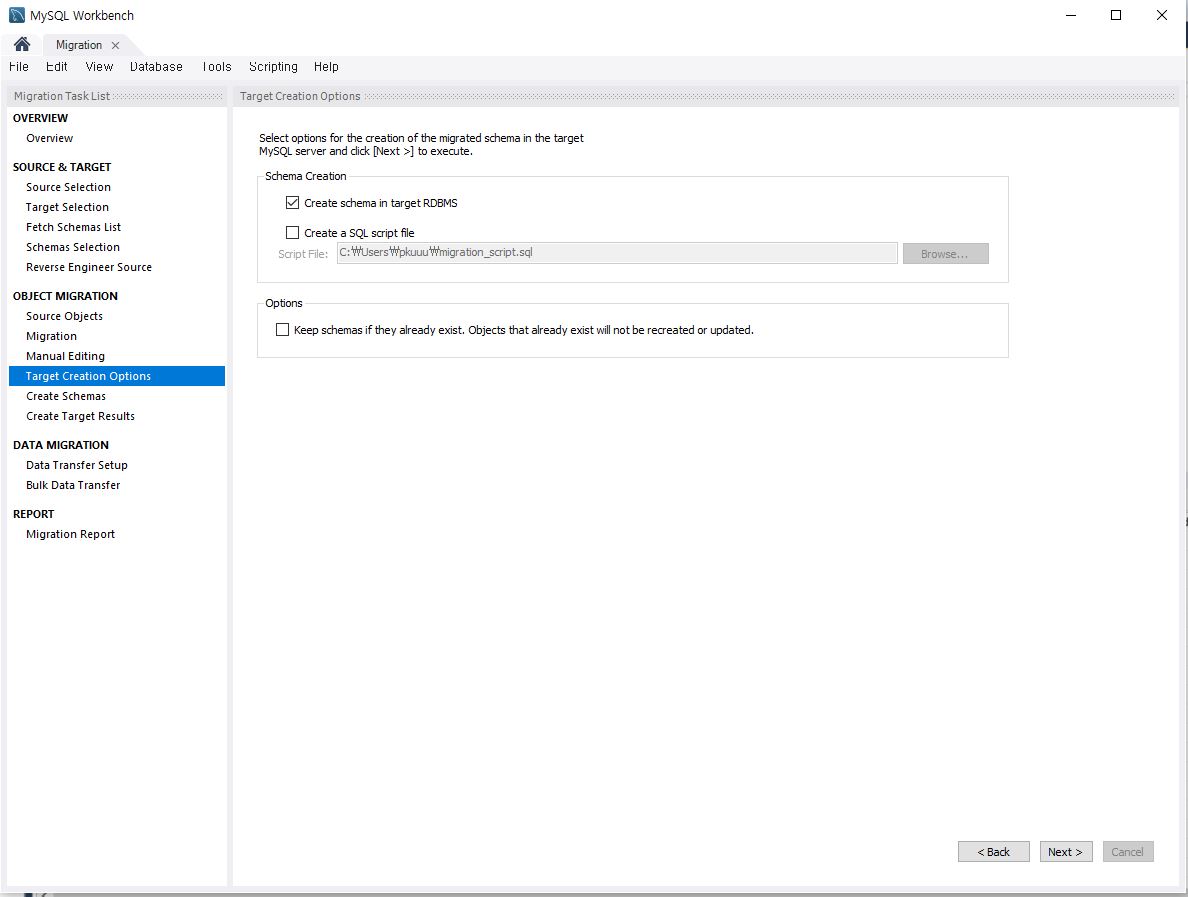 MySQL Workbench
Migration
File Edit View Database Tools Scripting Help
Migration Task List
OVERVIEW
Overview
SOURCE & TARGET
Source Selection
Target Selection
Fetch Schemas List
Schemas Selection
Reverse Engineer Source
OBJECT MIGRATION
Source Objects
Migration
Manual Editing
Target Creation Options
Create Schemas
Create Target Results
DATA MIGRATION
Data Transfer Setup
Bulk Data Transfer
REPORT
Migration Report
Target Creation Options
Select options for the creation of the migrated schema in the target
MySQL server and click [Next >] to execute.
Schema Creation
Create schema in target RDBMS
Create a SQL script file
Script File: C:₩Users₩pkuuu₩migration_script.sql Browse...
Options
Keep schemas if they already exist. Objects that already exist will not be recreated or updated.
< Back Next > Cancel